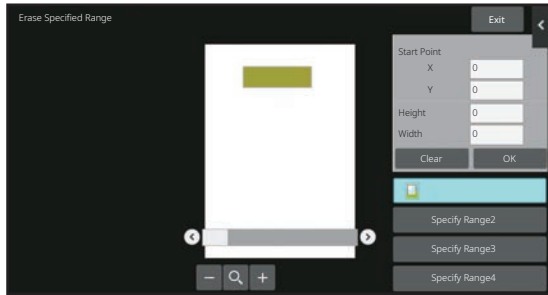 Erase Specified Range
Exit
Start Point
X 0
Y 0
Height 0
Width 0
Clear OK
Specify Range2
Specify Range3
Specify Range4